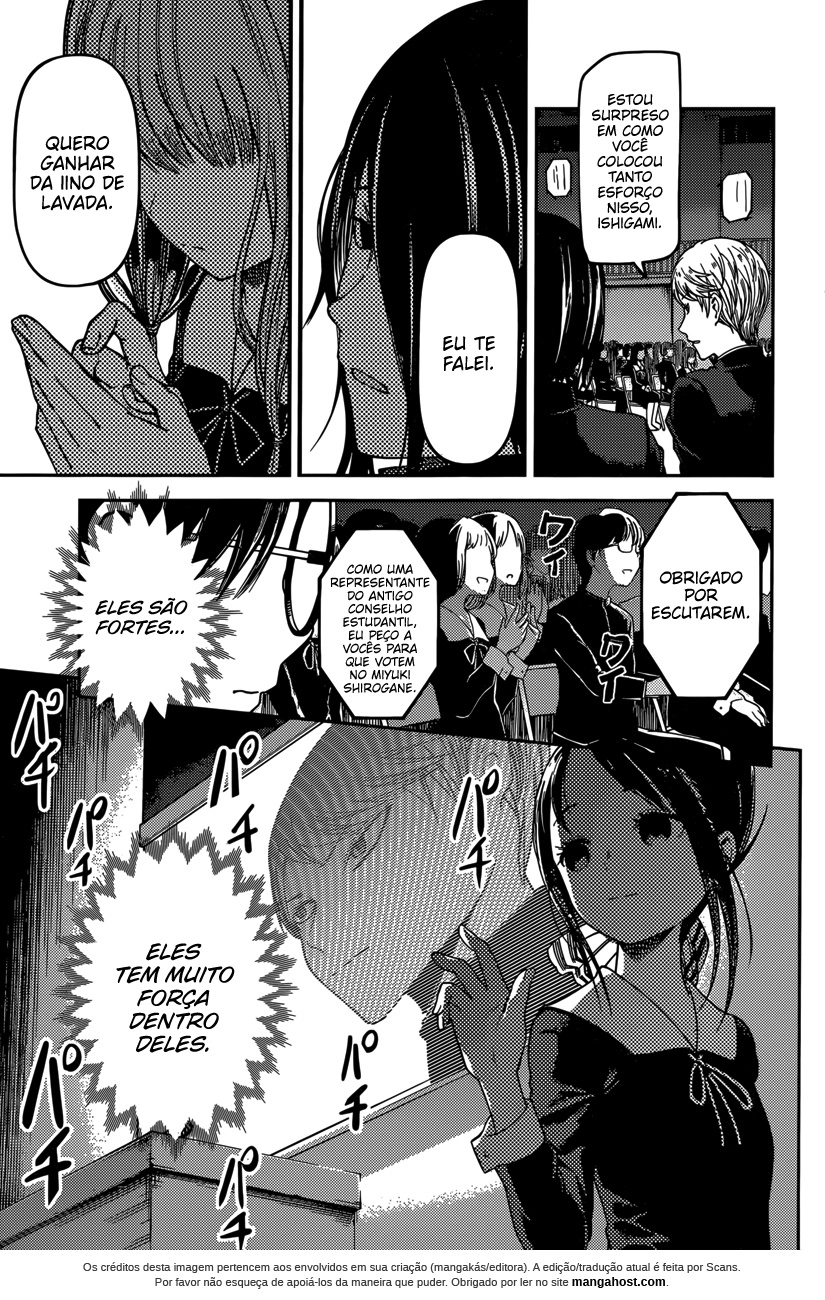 ESTOU
SURPRESO
EM COMO
VOCÊ
COLOCOU
TANTO
ESFORÇO
NISSO,
ISHIGAMI.
EU TE
FALEI.
QUERO
GANHAR
DA IINO DE
LAVADA.
OBRIGADO
POR
ESCUTAREM.
ワイ
ワイ
COMO UMA
REPRESENTANTE
DO ANTIGO
CONSELHO
ESTUDANTIL,
EU PEÇO A
VOCÊS PARA
QUE VOTEM
NO MIYUKI
SHIROGANE.
ELES SÃO
FORTES...
パチ
パチ
パチ
パチ
ELES
TEM MUITO
FORÇA
DENTRO
DELES.
パチ
パチ
パチ
Os créditos desta imagem pertencem aos envolvidos em sua criação (mangakás/editora). A edição/tradução atual é feita por Scans.
Por favor não esqueça de apoiá-los da maneira que puder. Obrigado por ler no site mangahost.com.